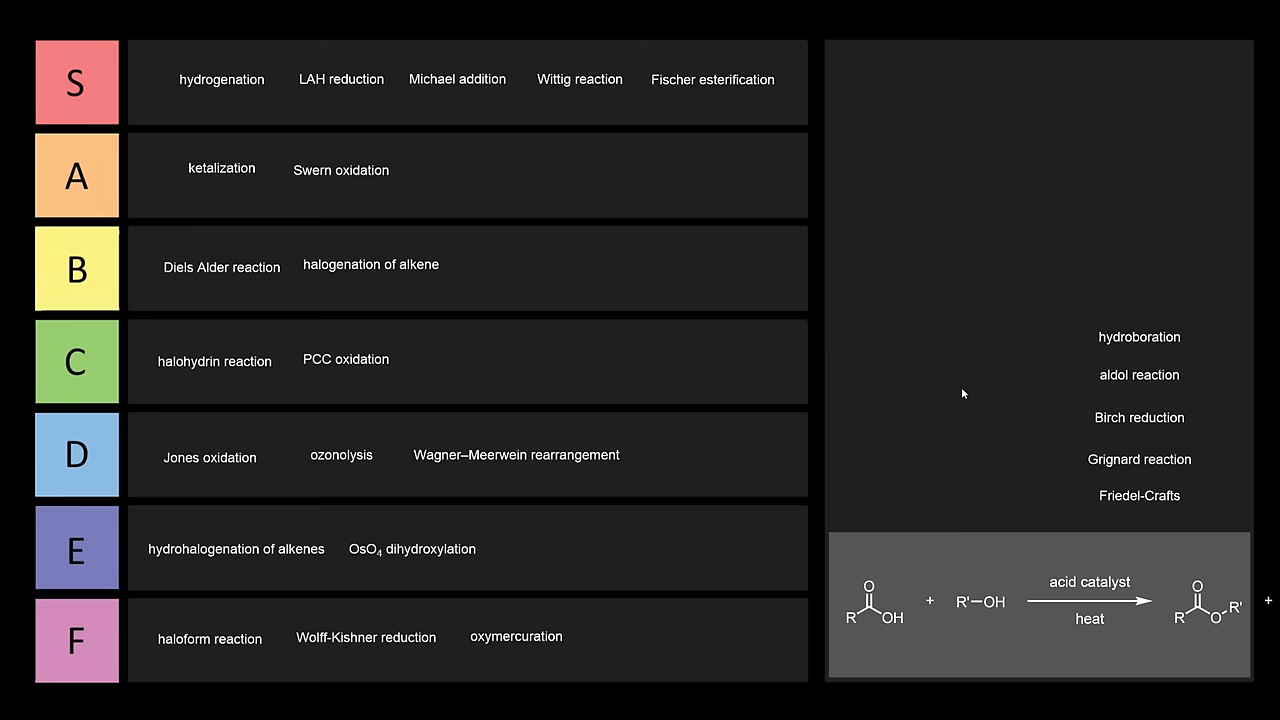 S
hydrogenation LAH reduction Michael addition Wittig reaction Fischer esterification
A
ketalization Swern oxidation
B
Diels Alder reaction halogenation of alkene
C
halohydrin reaction PCC oxidation
D
Jones oxidation ozonolysis Wagner–Meerwein rearrangement
E
hydrohalogenation of alkenes OsO₄ dihydroxylation
F
haloform reaction Wolff-Kishner reduction oxymercuration
hydroboration
aldol reaction
Birch reduction
Grignard reaction
Friedel-Crafts
O
R OH
+
R'—OH
acid catalyst
heat
O
R O R'
+